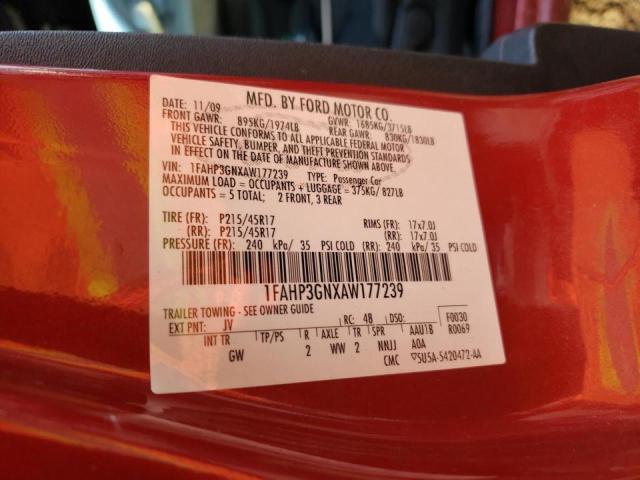 MFD. BY FORD MOTOR CO.
DATE: 11/09 GVWR: 1685KG/3715LB
FRONT GAWR: 895KG/1974LB REAR GAWR: 830KG/1830LB
THIS VEHICLE CONFORMS TO ALL APPLICABLE FEDERAL MOTOR
VEHICLE SAFETY, BUMPER, AND THEFT PREVENTION STANDARDS
IN EFFECT ON THE DATE OF MANUFACTURE SHOWN ABOVE.
VIN: 1FAHP3GNXAW177239 TYPE: Passenger Car
MAXIMUM LOAD = OCCUPANTS + LUGGAGE = 375KG/ 827LB
OCCUPANTS = 5 TOTAL; 2 FRONT, 3 REAR
TIRE (FR): P215/45R17 RIMS (FR): 17x7.0J
(RR): P215/45R17 (RR): 17x7.0J
PRESSURE (FR): 240 kPa/ 35 PSI COLD (RR): 240 kPa/ 35 PSI COLD
1FAHP3GNXAW177239
TRAILER TOWING - SEE OWNER GUIDE
EXT PNT: JV RC: 48 DSO: F0030
INT TR TP/PS R AXLE TR SPR AAU1B R0069
GW 2 WW 2 NNJJ AOA
CMC 5U5A-5420472-AA